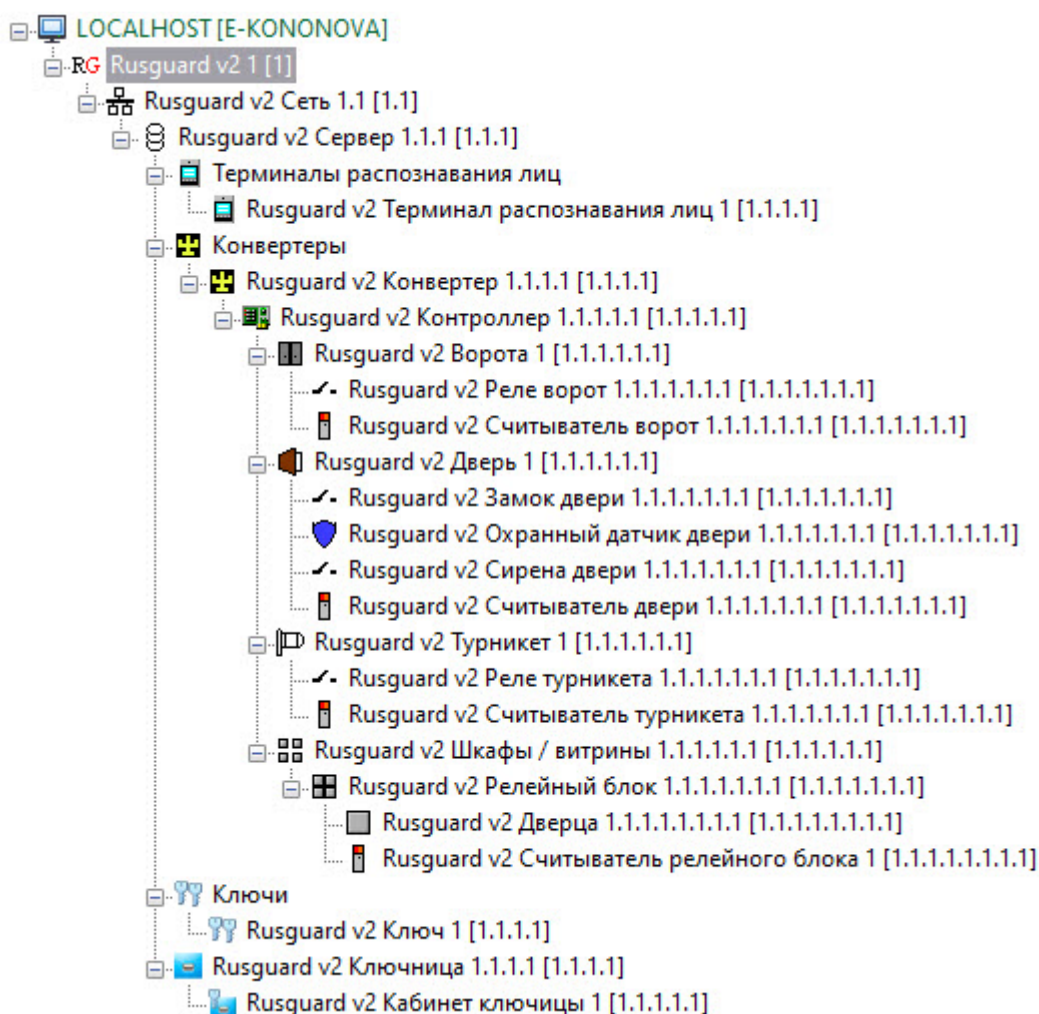 LOCALHOST [E-KONONOVA]
RG Rusguard v2 1 [1]
Rusguard v2 Сеть 1.1 [1.1]
Rusguard v2 Сервер 1.1.1 [1.1.1]
Терминалы распознавания лиц
Rusguard v2 Терминал распознавания лиц 1 [1.1.1.1]
Конвертеры
Rusguard v2 Конвертер 1.1.1.1 [1.1.1.1]
Rusguard v2 Контроллер 1.1.1.1.1 [1.1.1.1.1]
Rusguard v2 Ворота 1 [1.1.1.1.1.1]
Rusguard v2 Реле ворот 1.1.1.1.1.1.1 [1.1.1.1.1.1.1]
Rusguard v2 Считыватель ворот 1.1.1.1.1.1.1 [1.1.1.1.1.1.1]
Rusguard v2 Дверь 1 [1.1.1.1.1.1]
Rusguard v2 Замок двери 1.1.1.1.1.1.1 [1.1.1.1.1.1.1]
Rusguard v2 Охранный датчик двери 1.1.1.1.1.1.1 [1.1.1.1.1.1.1]
Rusguard v2 Сирена двери 1.1.1.1.1.1.1 [1.1.1.1.1.1.1]
Rusguard v2 Считыватель двери 1.1.1.1.1.1.1 [1.1.1.1.1.1.1]
Rusguard v2 Турникет 1 [1.1.1.1.1.1]
Rusguard v2 Реле турникета 1.1.1.1.1.1.1 [1.1.1.1.1.1.1]
Rusguard v2 Считыватель турникета 1.1.1.1.1.1.1 [1.1.1.1.1.1.1]
Rusguard v2 Шкафы / витрины 1.1.1.1.1.1 [1.1.1.1.1.1]
Rusguard v2 Релейный блок 1.1.1.1.1.1.1 [1.1.1.1.1.1.1]
Rusguard v2 Дверца 1.1.1.1.1.1.1.1 [1.1.1.1.1.1.1.1]
Rusguard v2 Считыватель релейного блока 1 [1.1.1.1.1.1.1.1]
Ключи
Rusguard v2 Ключ 1 [1.1.1.1]
Rusguard v2 Ключница 1.1.1.1 [1.1.1.1]
Rusguard v2 Кабинет ключицы 1 [1.1.1.1.1]